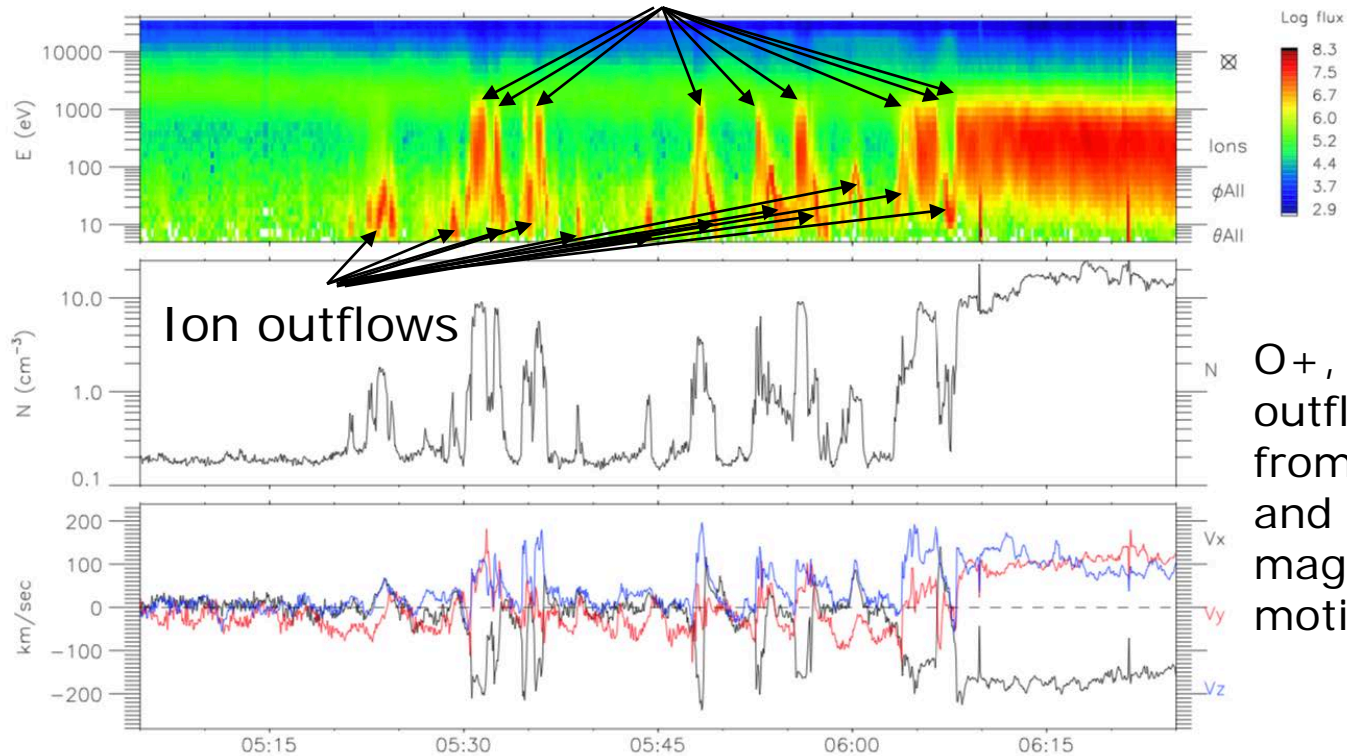 Log flux
10000
1000
100
10
E (eV)
Ions
ϕAll
θAll
8.3
7.5
6.7
6.0
5.2
4.4
3.7
2.9
Ion outflows
10.0
1.0
0.1
N (cm⁻³)
N
O+,
outfl
from
and
mag
moti
200
100
0
−100
−200
km/sec
Vx
Vy
Vz
05:15 05:30 05:45 06:00 06:15